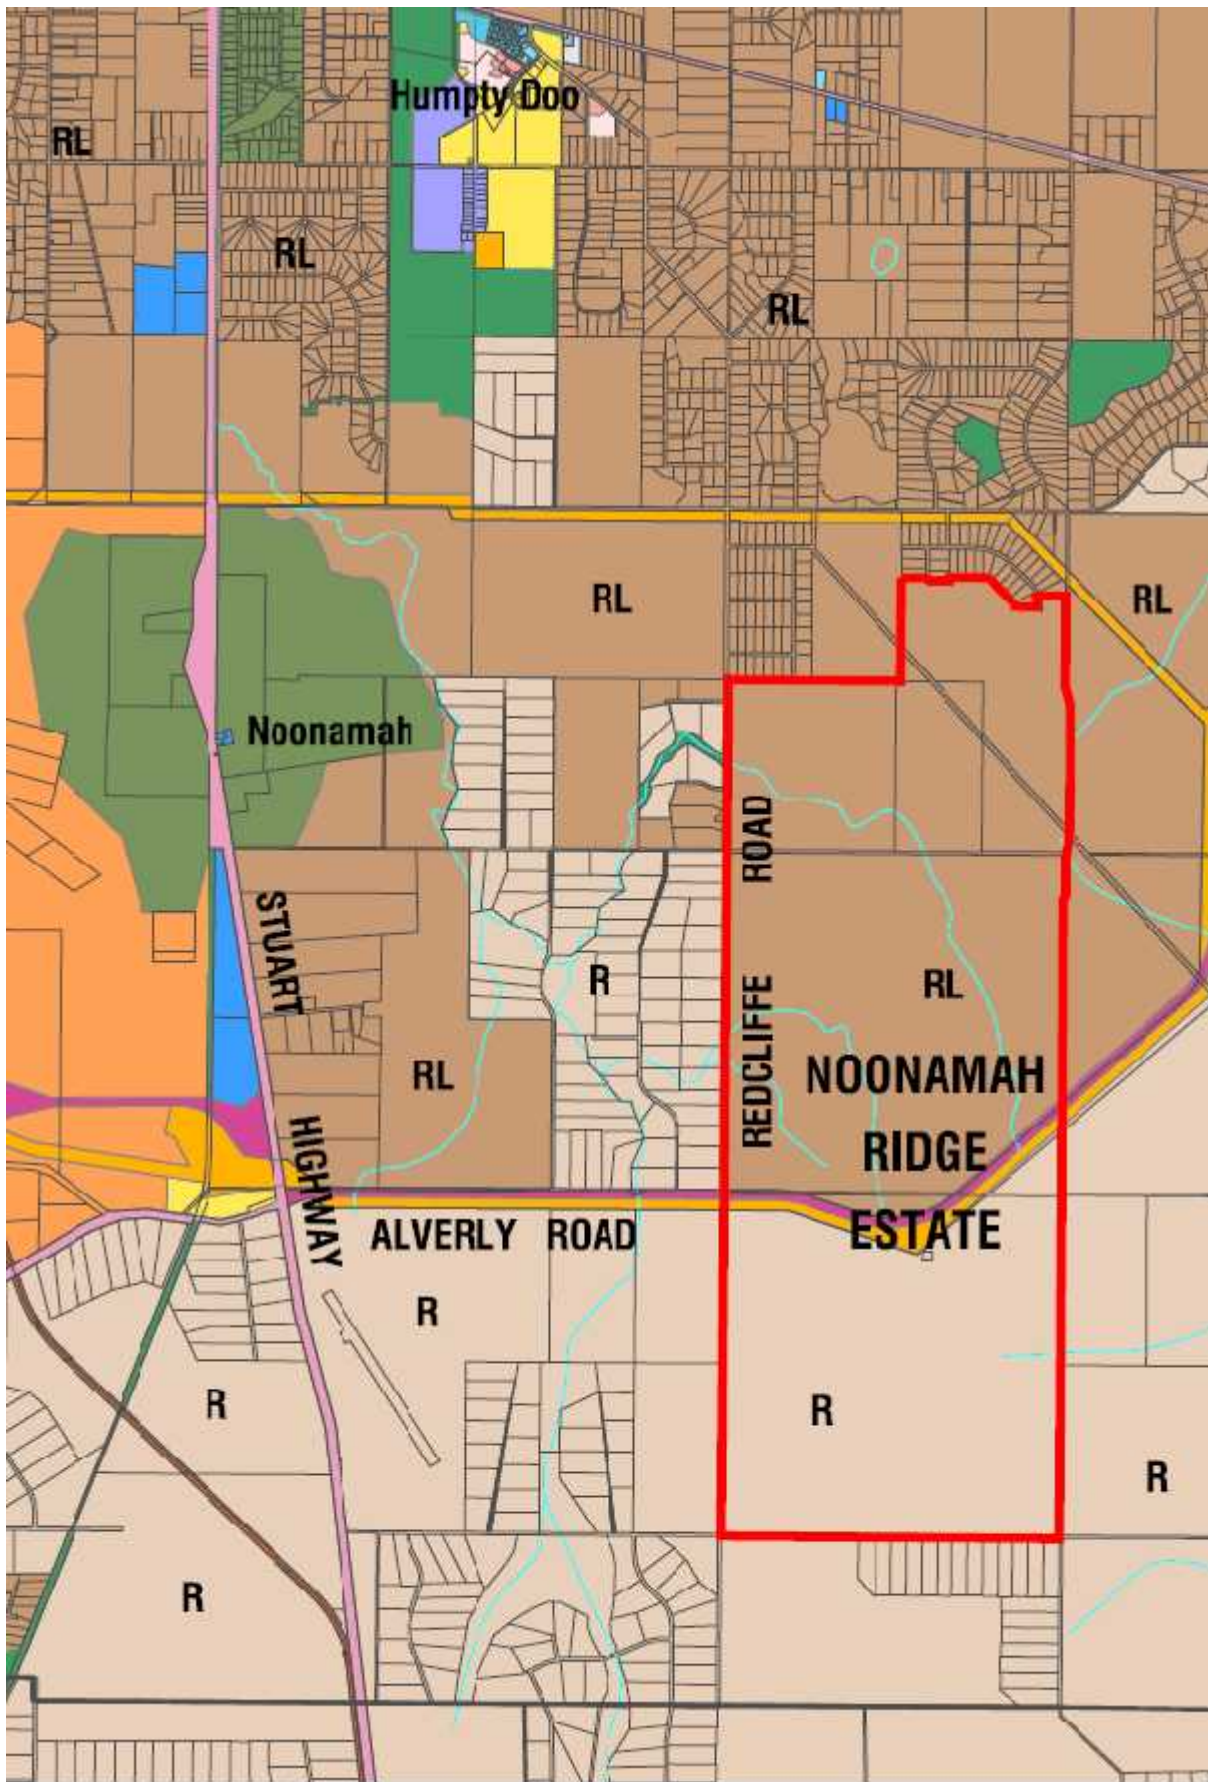 Humpty Doo
RL
RL
RL
RL
RL
Noonamah
ROAD
STUART
REDCLIFFE
R
RL
RL
NOONAMAH
RIDGE
ESTATE
HIGHWAY
ALVERLY ROAD
R
R
R
R
R